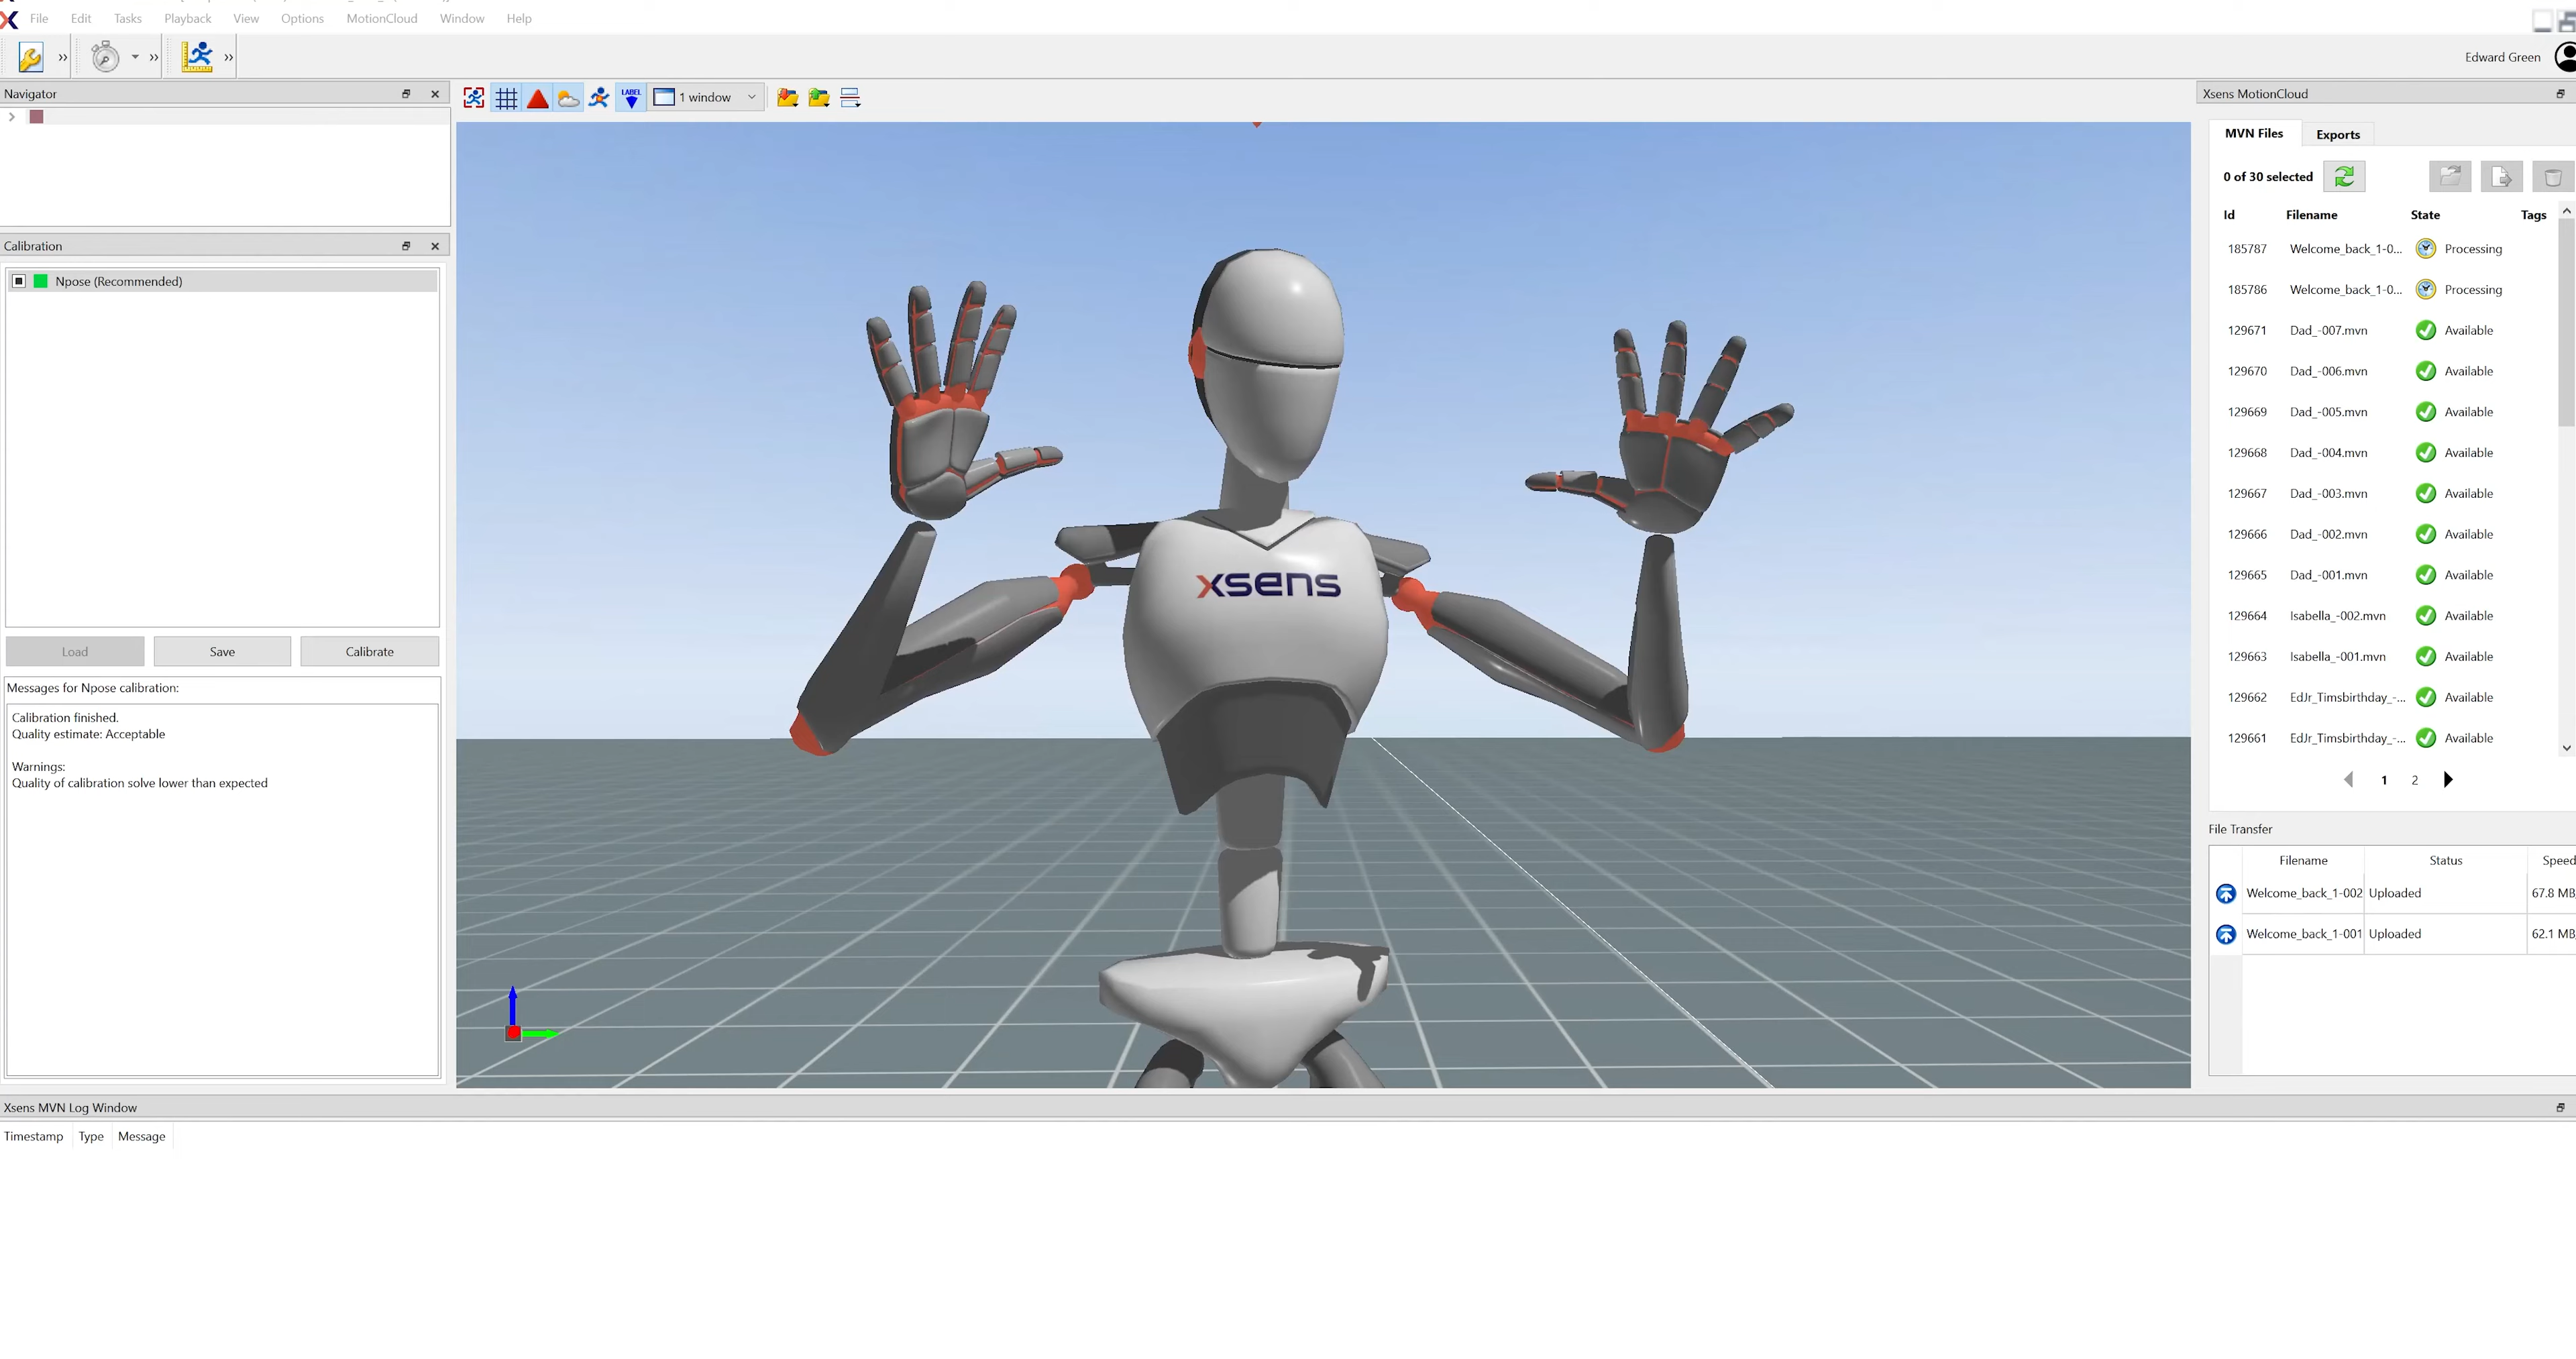 File Edit Tasks Playback View Options MotionCloud Window Help
Edward Green
Navigator
LABEL
1 window
Xsens MotionCloud
MVN Files Exports
0 of 30 selected
Id Filename State Tags
185787 Welcome_back_1-0... Processing
185786 Welcome_back_1-0... Processing
129671 Dad_-007.mvn Available
129670 Dad_-006.mvn Available
129669 Dad_-005.mvn Available
129668 Dad_-004.mvn Available
129667 Dad_-003.mvn Available
129666 Dad_-002.mvn Available
129665 Dad_-001.mvn Available
129664 Isabella_-002.mvn Available
129663 Isabella_-001.mvn Available
129662 EdJr_Timsbirthday_-... Available
129661 EdJr_Timsbirthday_-... Available
1 2
Calibration
Npose (Recommended)
Load Save Calibrate
Messages for Npose calibration:
Calibration finished.
Quality estimate: Acceptable
Warnings:
Quality of calibration solve lower than expected
xsens
File Transfer
Filename Status Speed
Welcome_back_1-002 Uploaded 67.8 MB
Welcome_back_1-001 Uploaded 62.1 MB
Xsens MVN Log Window
Timestamp Type Message